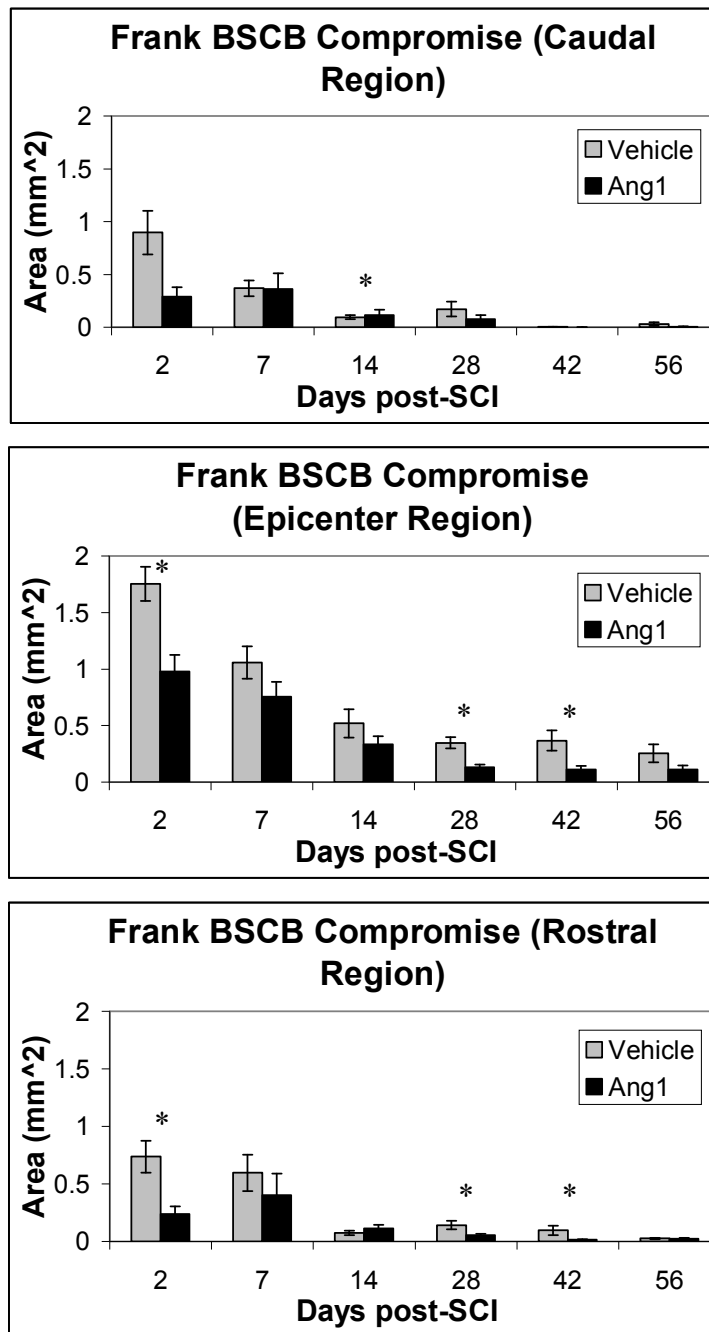 Frank BSCB Compromise (Caudal
Region)
Area (mm^2)
2
1.5
1
0.5
0
Vehicle
Ang1
*
2 7 14 28 42 56
Days post-SCI
Frank BSCB Compromise
(Epicenter Region)
Area (mm^2)
2
1.5
1
0.5
0
Vehicle
Ang1
*
* *
2 7 14 28 42 56
Days post-SCI
Frank BSCB Compromise (Rostral
Region)
Area (mm^2)
2
1.5
1
0.5
0
Vehicle
Ang1
*
* *
2 7 14 28 42 56
Days post-SCI